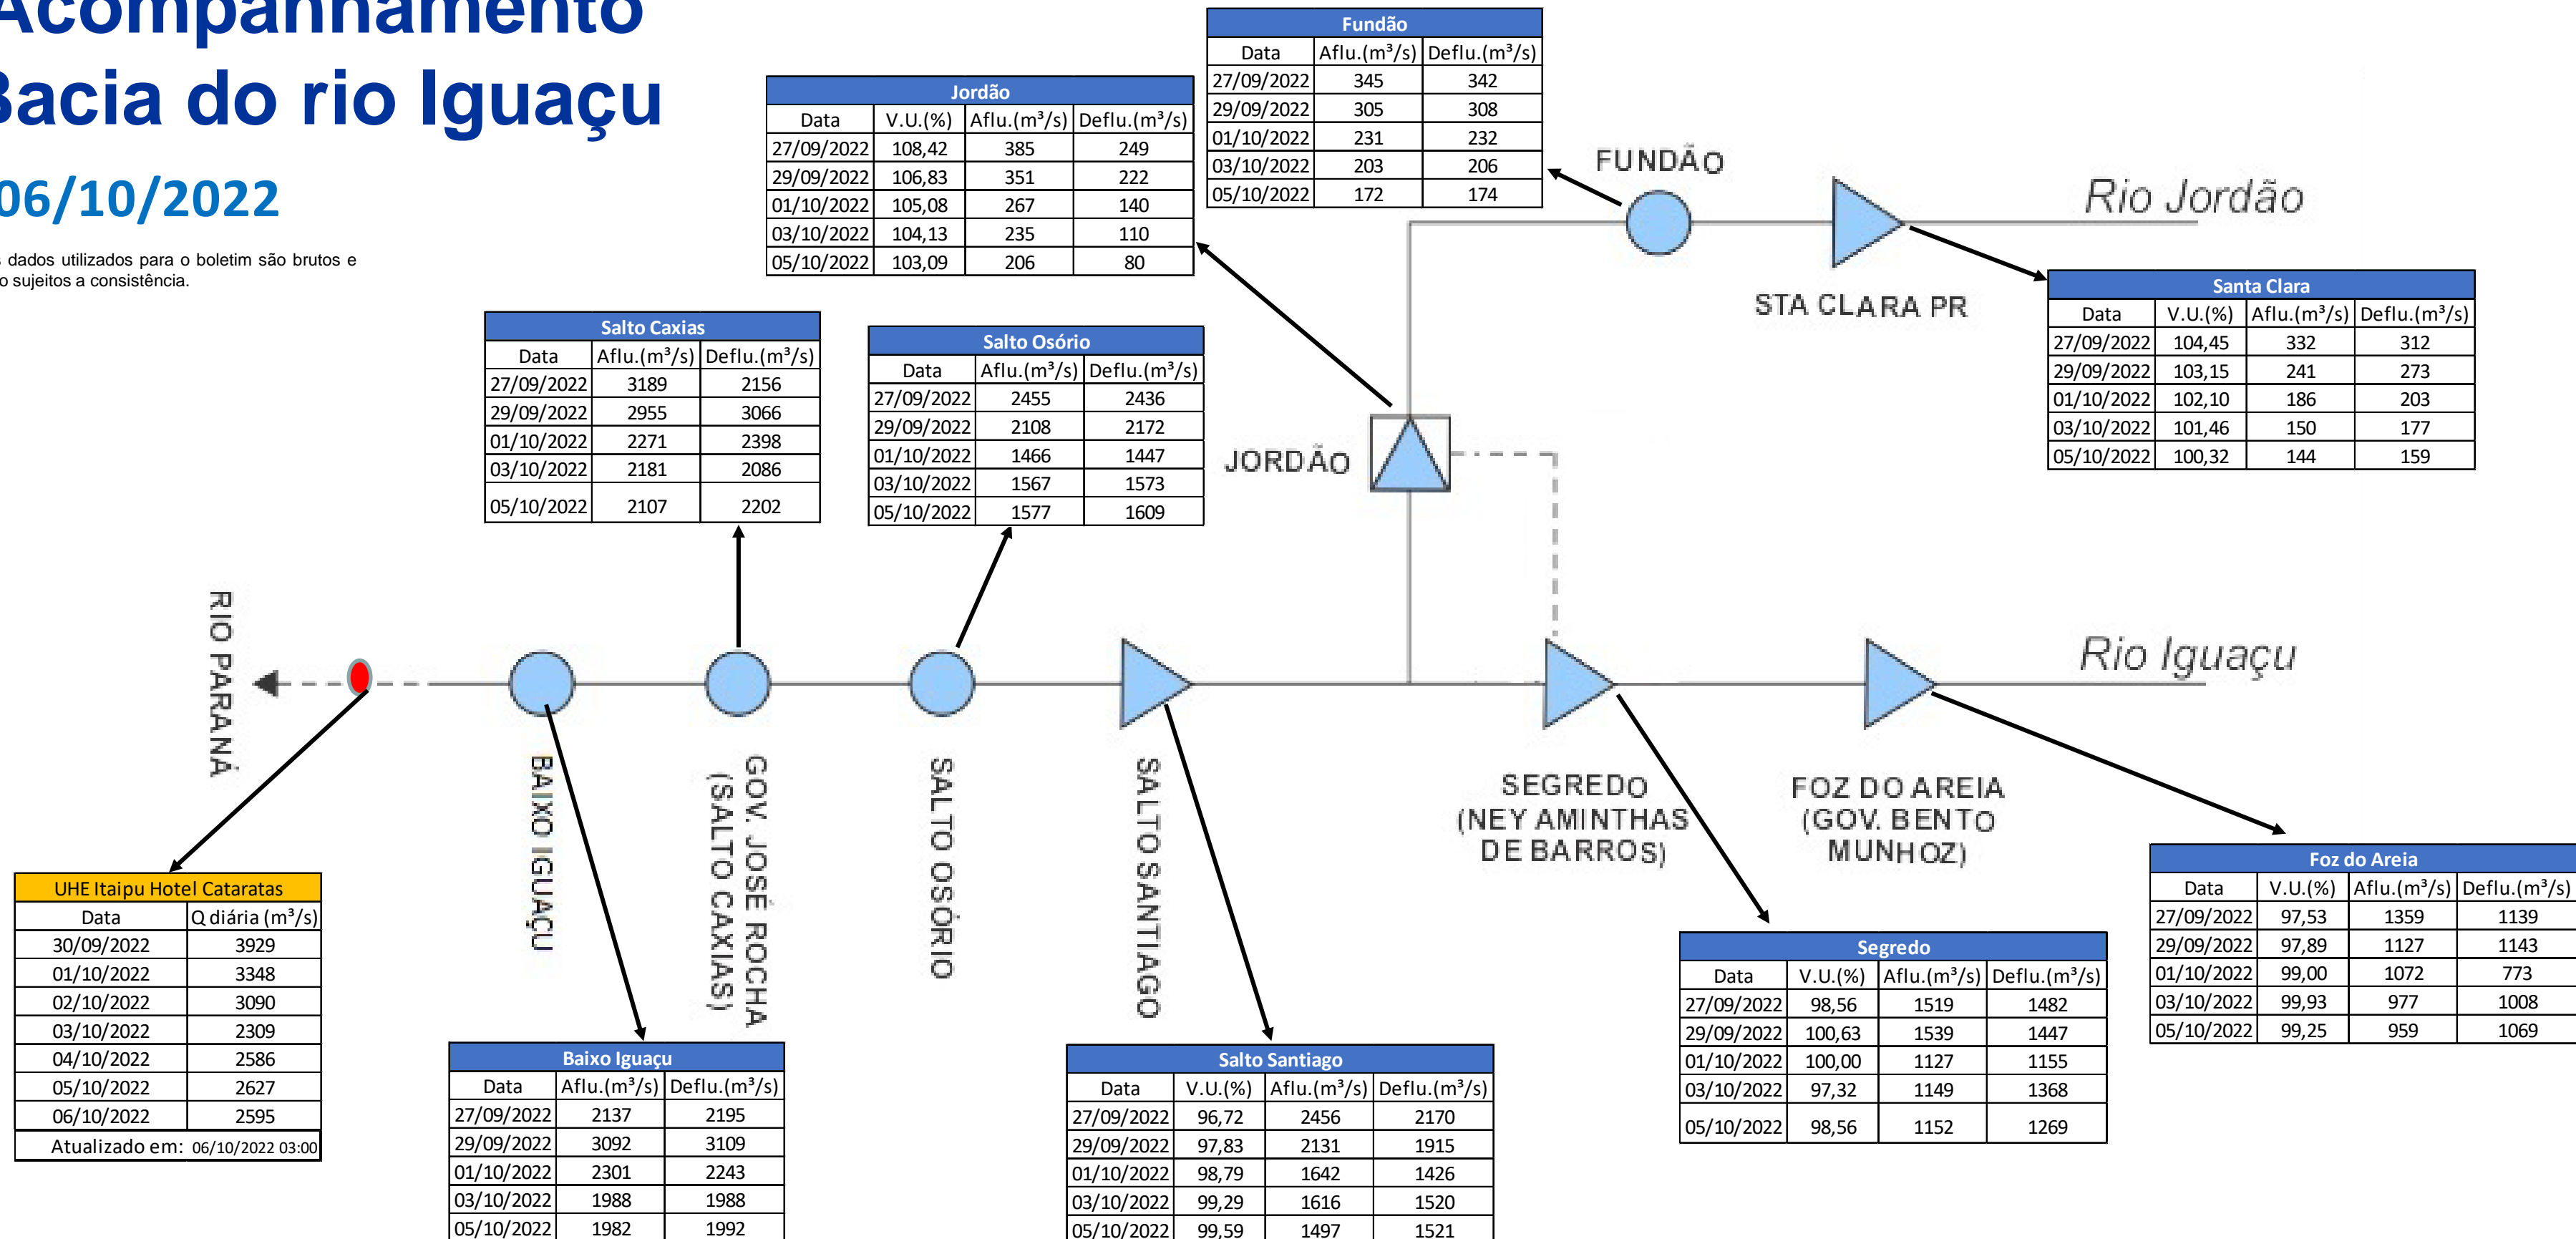 Acompanhamento
Bacia do rio Iguaçu
06/10/2022
dados utilizados para o boletim são brutos e
sujeitos a consistência.
Fundão
Data Aflu.(m³/s) Deflu.(m³/s)
27/09/2022 345 342
29/09/2022 305 308
01/10/2022 231 232
03/10/2022 203 206
05/10/2022 172 174
Jordão
Data V.U.(%) Aflu.(m³/s) Deflu.(m³/s)
27/09/2022 108,42 385 249
29/09/2022 106,83 351 222
01/10/2022 105,08 267 140
03/10/2022 104,13 235 110
05/10/2022 103,09 206 80
FUNDÃO
Rio Jordão
STA CLARA PR
Santa Clara
Data V.U.(%) Aflu.(m³/s) Deflu.(m³/s)
27/09/2022 104,45 332 312
29/09/2022 103,15 241 273
01/10/2022 102,10 186 203
03/10/2022 101,46 150 177
05/10/2022 100,32 144 159
Salto Caxias
Data Aflu.(m³/s) Deflu.(m³/s)
27/09/2022 3189 2156
29/09/2022 2955 3066
01/10/2022 2271 2398
03/10/2022 2181 2086
05/10/2022 2107 2202
Salto Osório
Data Aflu.(m³/s) Deflu.(m³/s)
27/09/2022 2455 2436
29/09/2022 2108 2172
01/10/2022 1466 1447
03/10/2022 1567 1573
05/10/2022 1577 1609
JORDÃO
RIO PARANÁ
BAIXO IGUAÇU
GOV. JOSÉ ROCHA
(SALTO CAXIAS)
SALTO OSÓRIO
SALTO SANTIAGO
SEGREDO
(NEY AMINTHAS
DE BARROS)
FOZ DO AREIA
(GOV. BENTO
MUNHOZ)
Rio Iguaçu
UHE Itaipu Hotel Cataratas
Data Q diária (m³/s)
30/09/2022 3929
01/10/2022 3348
02/10/2022 3090
03/10/2022 2309
04/10/2022 2586
05/10/2022 2627
06/10/2022 2595
Atualizado em: 06/10/2022 03:00
Baixo Iguaçu
Data Aflu.(m³/s) Deflu.(m³/s)
27/09/2022 2137 2195
29/09/2022 3092 3109
01/10/2022 2301 2243
03/10/2022 1988 1988
05/10/2022 1982 1992
Salto Santiago
Data V.U.(%) Aflu.(m³/s) Deflu.(m³/s)
27/09/2022 96,72 2456 2170
29/09/2022 97,83 2131 1915
01/10/2022 98,79 1642 1426
03/10/2022 99,29 1616 1520
05/10/2022 99,59 1497 1521
Segredo
Data V.U.(%) Aflu.(m³/s) Deflu.(m³/s)
27/09/2022 98,56 1519 1482
29/09/2022 100,63 1539 1447
01/10/2022 100,00 1127 1155
03/10/2022 97,32 1149 1368
05/10/2022 98,56 1152 1269
Foz do Areia
Data V.U.(%) Aflu.(m³/s) Deflu.(m³/s)
27/09/2022 97,53 1359 1139
29/09/2022 97,89 1127 1143
01/10/2022 99,00 1072 773
03/10/2022 99,93 977 1008
05/10/2022 99,25 959 1069